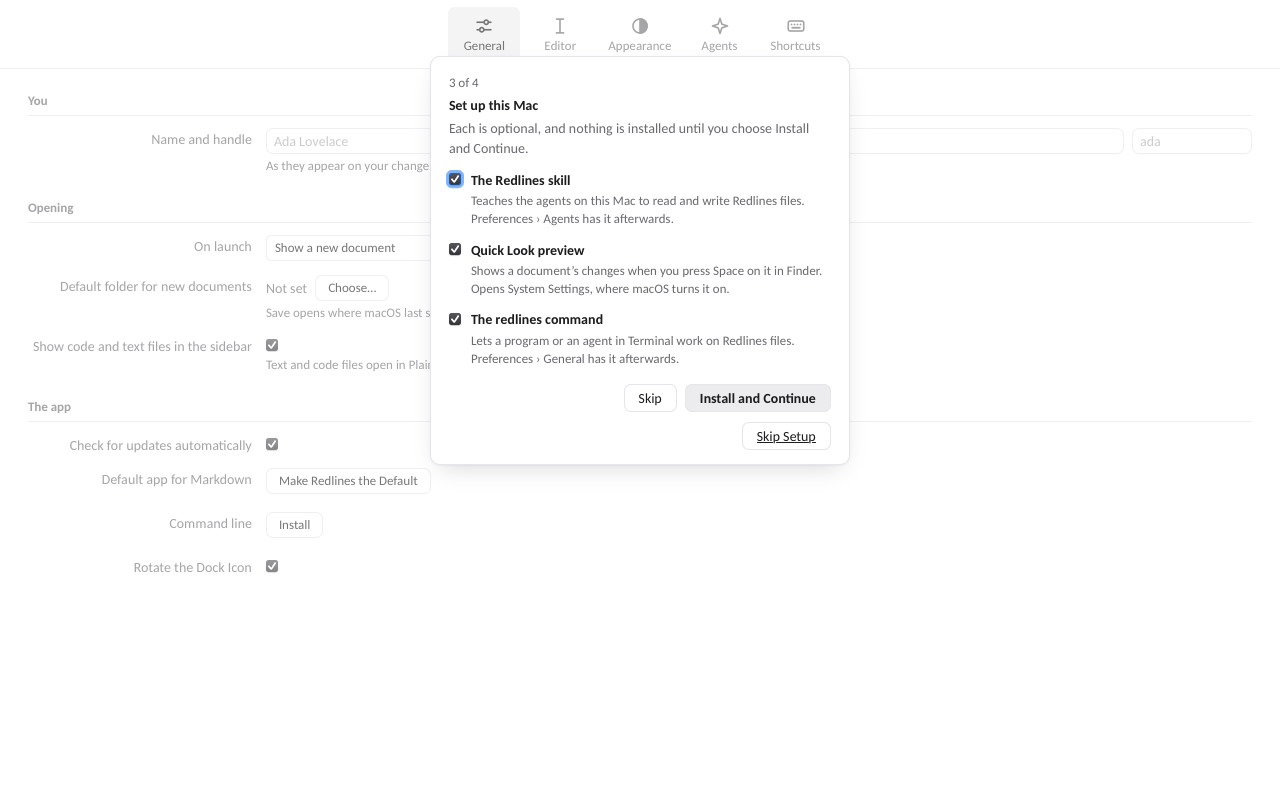 General
Editor
Appearance
Agents
Shortcuts
3 of 4
Set up this Mac
Each is optional, and nothing is installed until you choose Install
and Continue.
The Redlines skill
Teaches the agents on this Mac to read and write Redlines files.
Preferences › Agents has it afterwards.
Quick Look preview
Shows a document’s changes when you press Space on it in Finder.
Opens System Settings, where macOS turns it on.
The redlines command
Lets a program or an agent in Terminal work on Redlines files.
Preferences › General has it afterwards.
Skip
Install and Continue
Skip Setup
You
Name and handle
Ada Lovelace
ada
As they appear on your change
Opening
On launch
Show a new document
Default folder for new documents
Not set
Choose...
Save opens where macOS last s
Show code and text files in the sidebar
Text and code files open in Plain
The app
Check for updates automatically
Default app for Markdown
Make Redlines the Default
Command line
Install
Rotate the Dock Icon